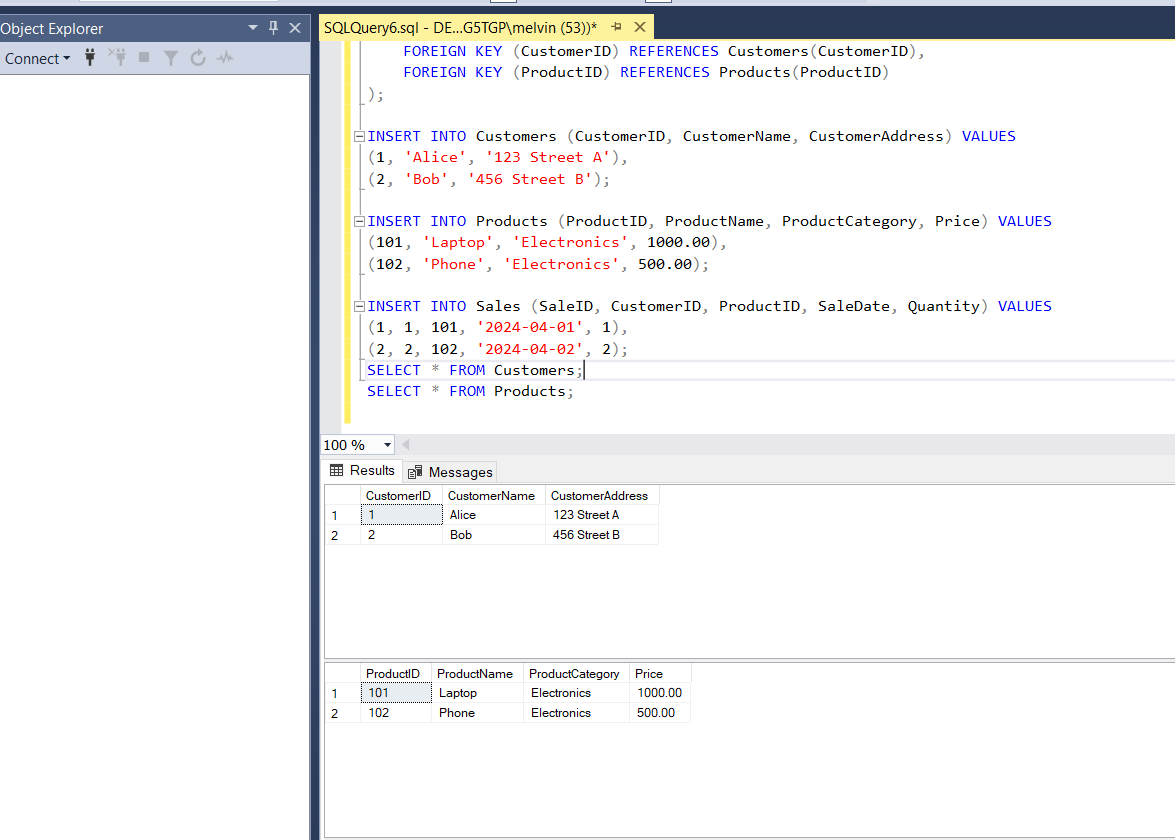 Object Explorer
Connect
SQLQuery6.sql - DE...G5TGP\melvin (53))*
FOREIGN KEY (CustomerID) REFERENCES Customers(CustomerID),
FOREIGN KEY (ProductID) REFERENCES Products(ProductID)
);
INSERT INTO Customers (CustomerID, CustomerName, CustomerAddress) VALUES
(1, 'Alice', '123 Street A'),
(2, 'Bob', '456 Street B');
INSERT INTO Products (ProductID, ProductName, ProductCategory, Price) VALUES
(101, 'Laptop', 'Electronics', 1000.00),
(102, 'Phone', 'Electronics', 500.00);
INSERT INTO Sales (SaleID, CustomerID, ProductID, SaleDate, Quantity) VALUES
(1, 1, 101, '2024-04-01', 1),
(2, 2, 102, '2024-04-02', 2);
SELECT * FROM Customers;
SELECT * FROM Products;
100 %
Results Messages
CustomerID CustomerName CustomerAddress
1 1 Alice 123 Street A
2 2 Bob 456 Street B
ProductID ProductName ProductCategory Price
1 101 Laptop Electronics 1000.00
2 102 Phone Electronics 500.00